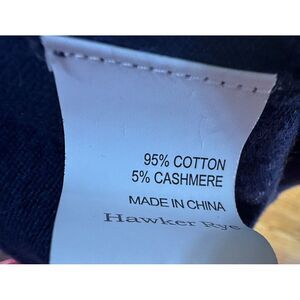 95% COTTON
5% CASHMERE
MADE IN CHINA
Hawker Rye